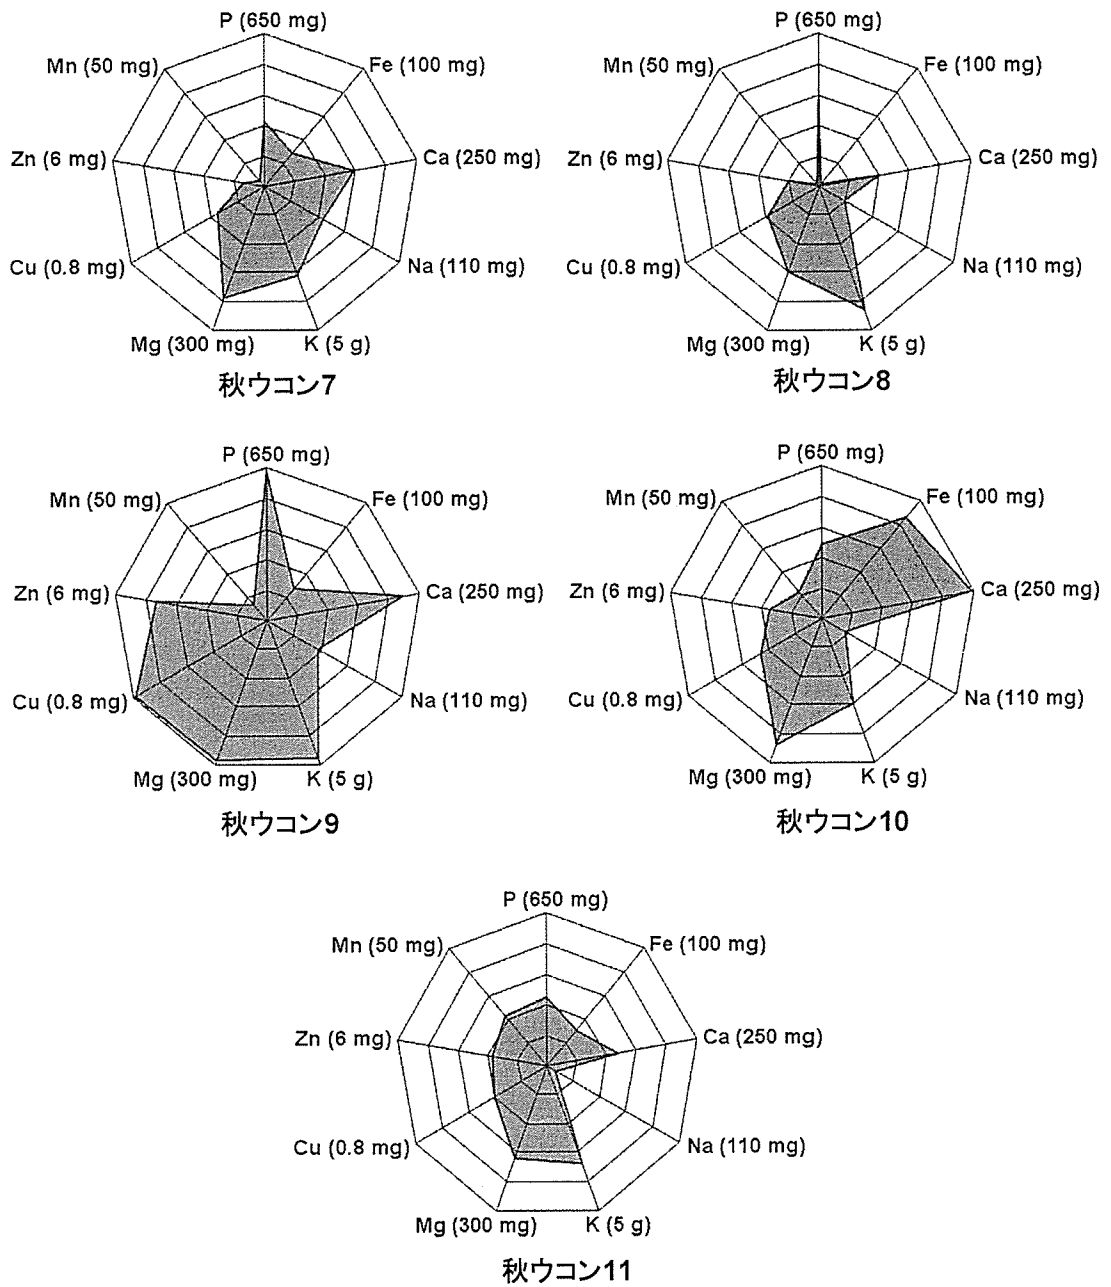 P (650 mg)
Mn (50 mg)
Fe (100 mg)
Zn (6 mg)
Ca (250 mg)
Cu (0.8 mg)
Na (110 mg)
Mg (300 mg)
K (5 g)
秋ウコン7
P (650 mg)
Mn (50 mg)
Fe (100 mg)
Zn (6 mg)
Ca (250 mg)
Cu (0.8 mg)
Na (110 mg)
Mg (300 mg)
K (5 g)
秋ウコン8
P (650 mg)
Mn (50 mg)
Fe (100 mg)
Zn (6 mg)
Ca (250 mg)
Cu (0.8 mg)
Na (110 mg)
Mg (300 mg)
K (5 g)
秋ウコン9
P (650 mg)
Mn (50 mg)
Fe (100 mg)
Zn (6 mg)
Ca (250 mg)
Cu (0.8 mg)
Na (110 mg)
Mg (300 mg)
K (5 g)
秋ウコン10
P (650 mg)
Mn (50 mg)
Fe (100 mg)
Zn (6 mg)
Ca (250 mg)
Cu (0.8 mg)
Na (110 mg)
Mg (300 mg)
K (5 g)
秋ウコン11